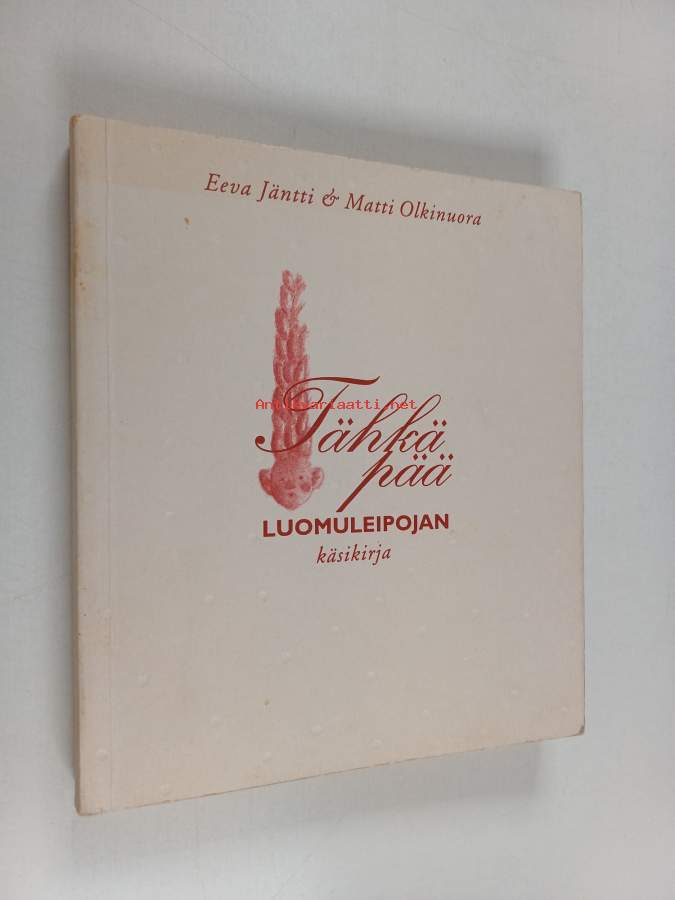 Eeva Jäntti & Matti Olkinuora
Tähkä
Antikvariaatti.net
pää
LUOMULEIPOJAN
käsikirja